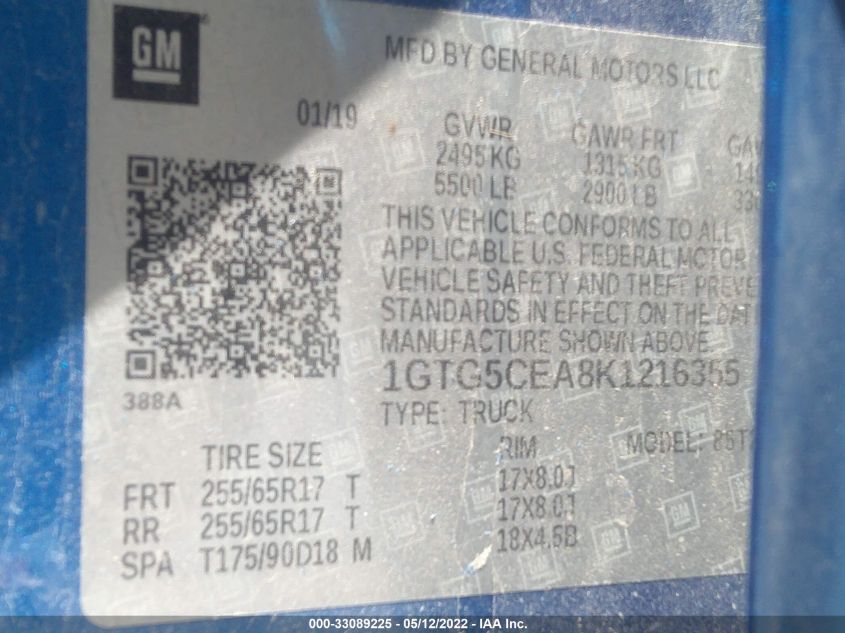 GM
MFD BY GENERAL MOTORS LLC
01/19
GVWR GAWR FRT
2495 KG 1315 KG
5500 LB 2900 LB
THIS VEHICLE CONFORMS TO ALL
APPLICABLE U.S. FEDERAL MOTOR
VEHICLE SAFETY AND THEFT PREVE
STANDARDS IN EFFECT ON THE DAT
MANUFACTURE SHOWN ABOVE.
1GTG5CEA8K1216355
388A
TYPE: TRUCK
TIRE SIZE RIM MODEL:
FRT 255/65R17 T 17X8.0J
RR 255/65R17 T 17X8.0J
SPA T175/90D18 M 18X4.5B
000-33089225 - 05/12/2022 - IAA Inc.